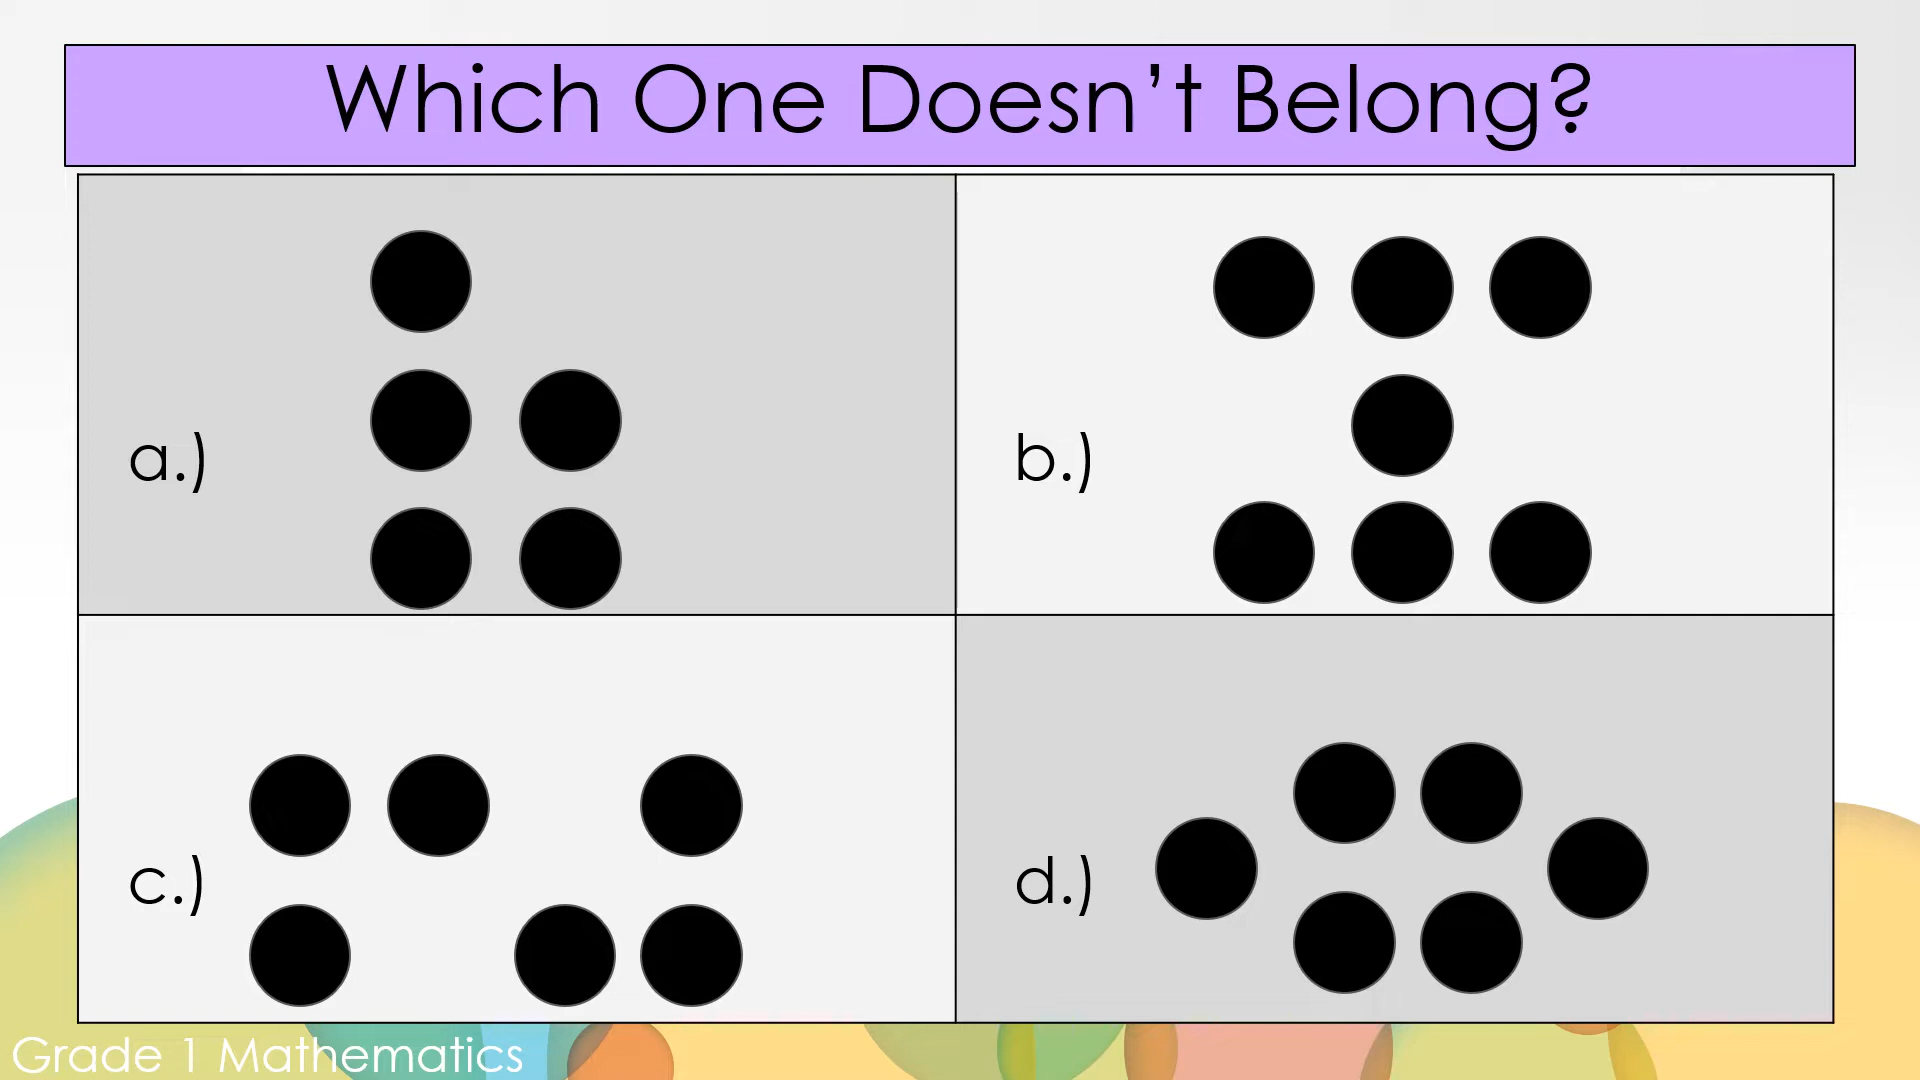 Which One Doesn’t Belong?
a.)
b.)
c.)
d.)
Grade 1 Mathematics